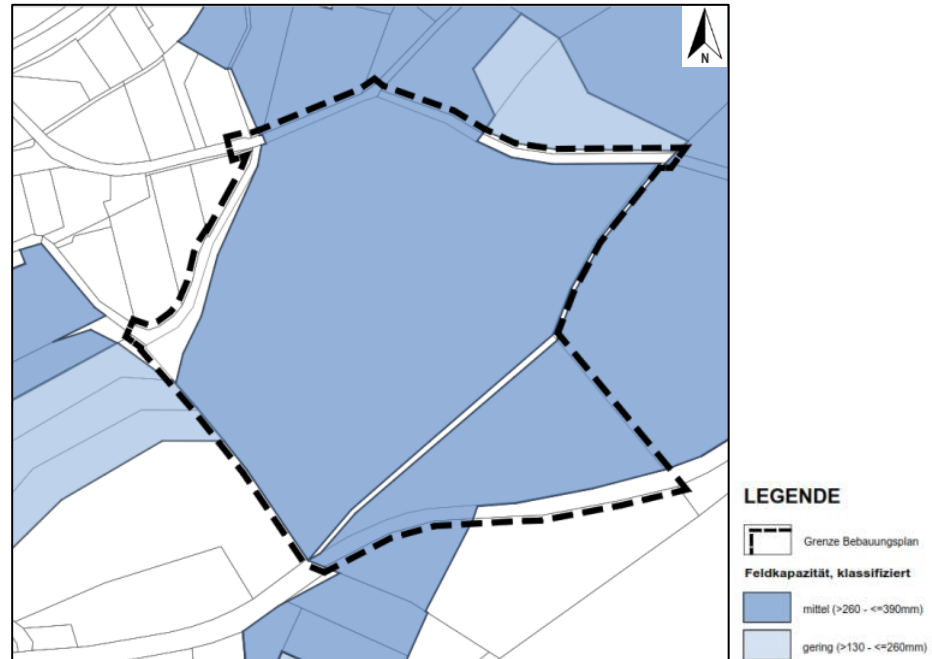 N
LEGENDE
Grenze Bebauungsplan
Feldkapazität, klassifiziert
mittel (>260 - <=390mm)
gering (>130 - <=260mm)